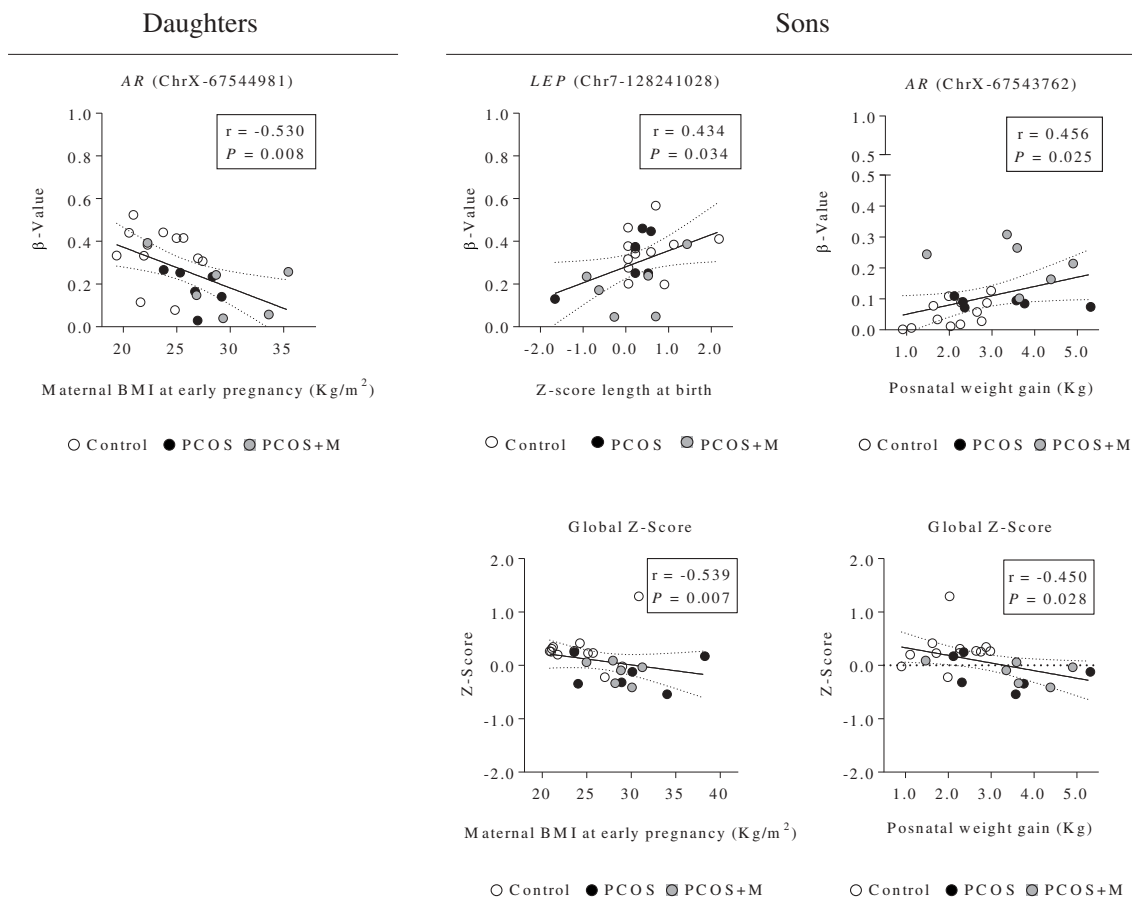 Daughters
Sons
AR (ChrX-67544981)
r = -0.530
P = 0.008
1.0
0.8
0.6
0.4
0.2
0.0
β-Value
20 25 30 35
Maternal BMI at early pregnancy (Kg/m²)
Control PCOS PCOS+M
LEP (Chr7-128241028)
r = 0.434
P = 0.034
1.0
0.8
0.6
0.4
0.2
0.0
β-Value
-2.0 -1.0 0.0 1.0 2.0
Z-score length at birth
Control PCOS PCOS+M
AR (ChrX-67543762)
r = 0.456
P = 0.025
1.0
0.5
0.5
0.4
0.3
0.2
0.1
0.0
β-Value
1.0 2.0 3.0 4.0 5.0
Posnatal weight gain (Kg)
Control PCOS PCOS+M
Global Z-Score
r = -0.539
P = 0.007
2.0
1.0
0.0
-1.0
-2.0
Z-Score
20 25 30 35 40
Maternal BMI at early pregnancy (Kg/m²)
Control PCOS PCOS+M
Global Z-Score
r = -0.450
P = 0.028
2.0
1.0
0.0
-1.0
-2.0
Z-Score
1.0 2.0 3.0 4.0 5.0
Posnatal weight gain (Kg)
Control PCOS PCOS+M